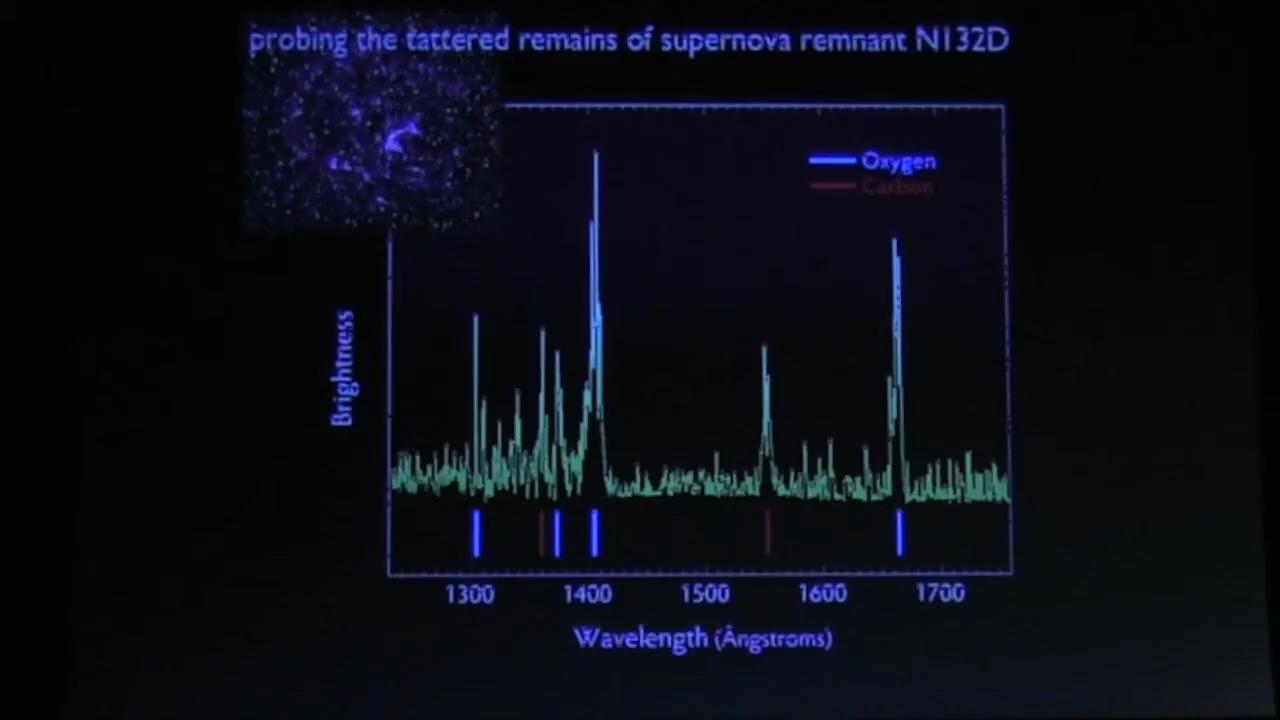 probing the tattered remains of supernova remnant N132D
Oxygen
Carbon
Brightness
1300 1400 1500 1600 1700
Wavelength (Ångstroms)